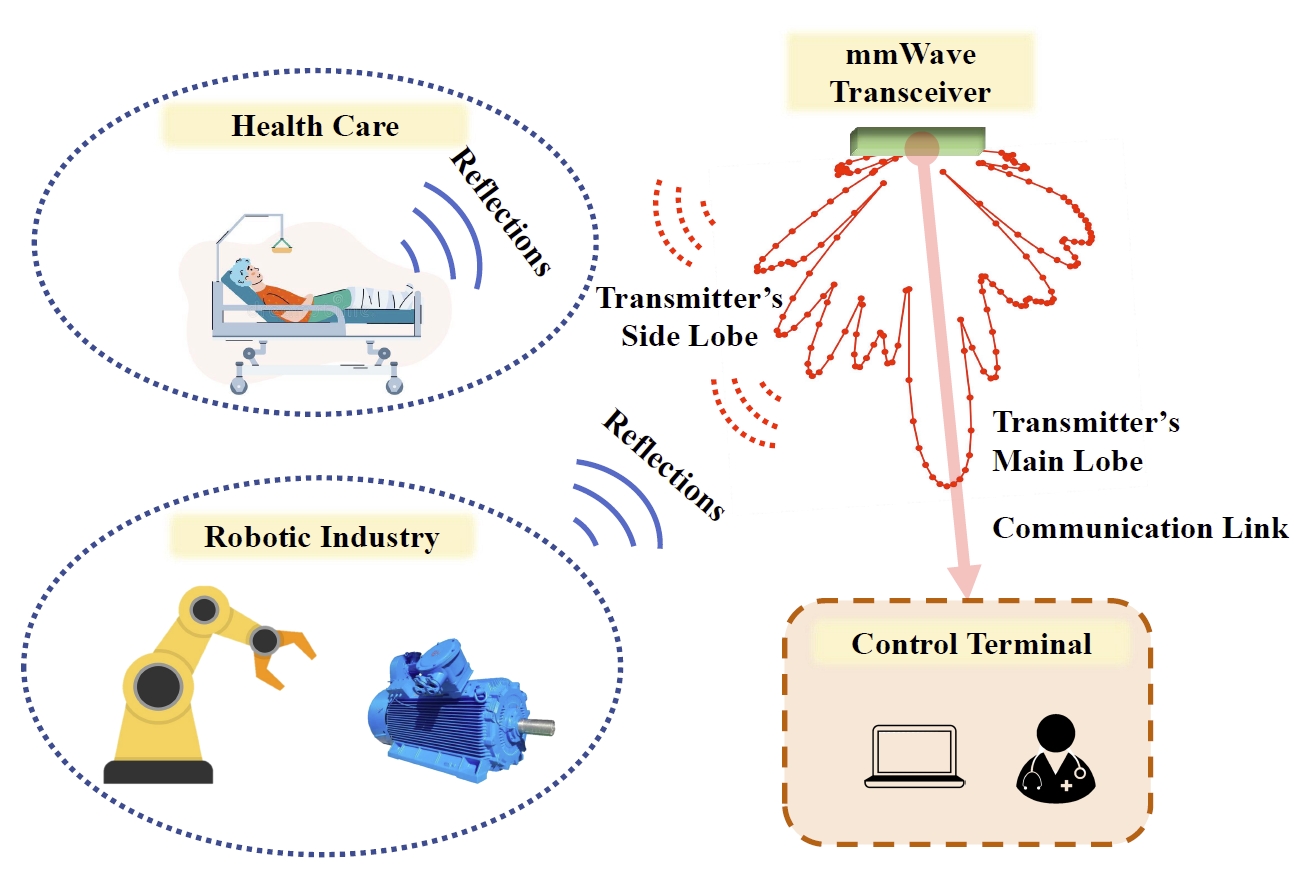 mmWave
Transceiver
Health Care
Reflections
Transmitter’s
Side Lobe
Reflections
Transmitter’s
Main Lobe
Communication Link
Robotic Industry
Control Terminal